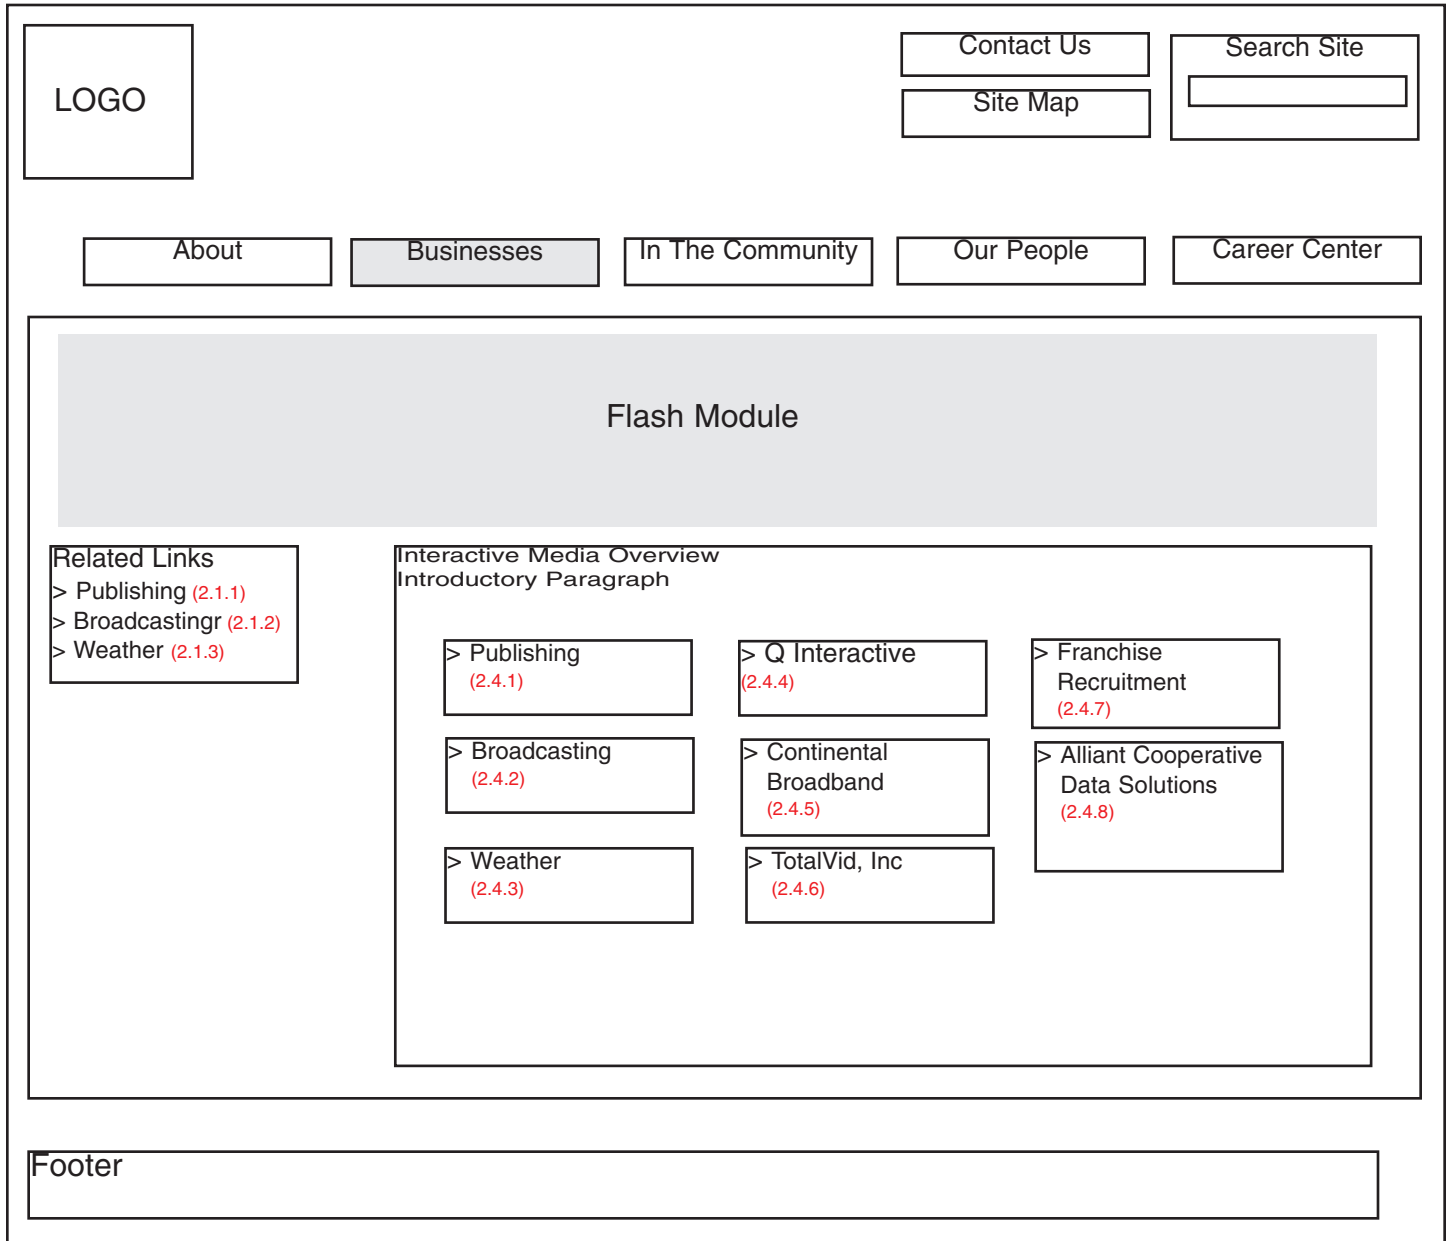 LOGO
Contact Us
Site Map
Search Site
About
Businesses
In The Community
Our People
Career Center
Flash Module
Related Links
> Publishing (2.1.1)
> Broadcastingr (2.1.2)
> Weather (2.1.3)
Interactive Media Overview
Introductory Paragraph
> Publishing
(2.4.1)
> Broadcasting
(2.4.2)
> Weather
(2.4.3)
> Q Interactive
(2.4.4)
> Continental
Broadband
(2.4.5)
> TotalVid, Inc
(2.4.6)
> Franchise
Recruitment
(2.4.7)
> Alliant Cooperative
Data Solutions
(2.4.8)
Footer